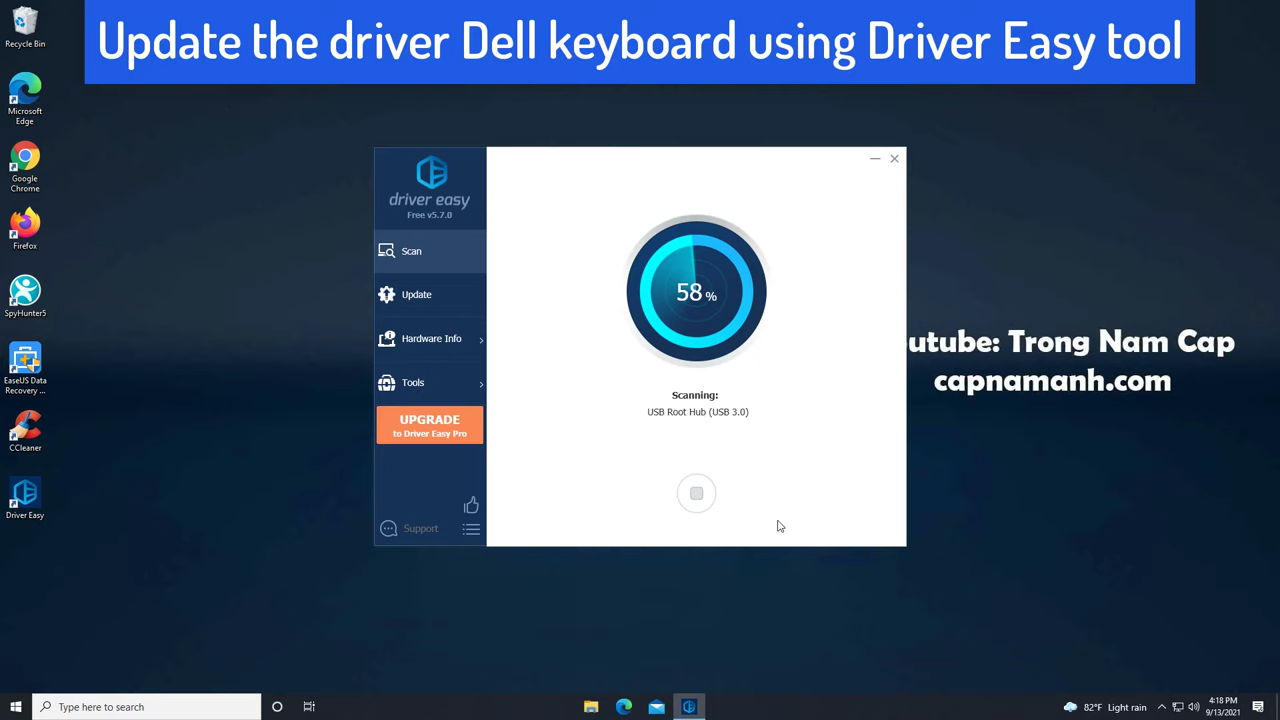 Update the driver Dell keyboard using Driver Easy tool
Recycle Bin
Microsoft
Edge
Google
Chrome
Firefox
SpyHunter5
EaseUS Data
Recovery ...
CCleaner
Driver Easy
driver easy
Free v5.7.0
Scan
Update
Hardware Info
Tools
UPGRADE
to Driver Easy Pro
Support
58 %
Scanning:
USB Root Hub (USB 3.0)
utube: Trong Nam Cap
capnamanh.com
Type here to search
82°F Light rain
4:18 PM
9/13/2021